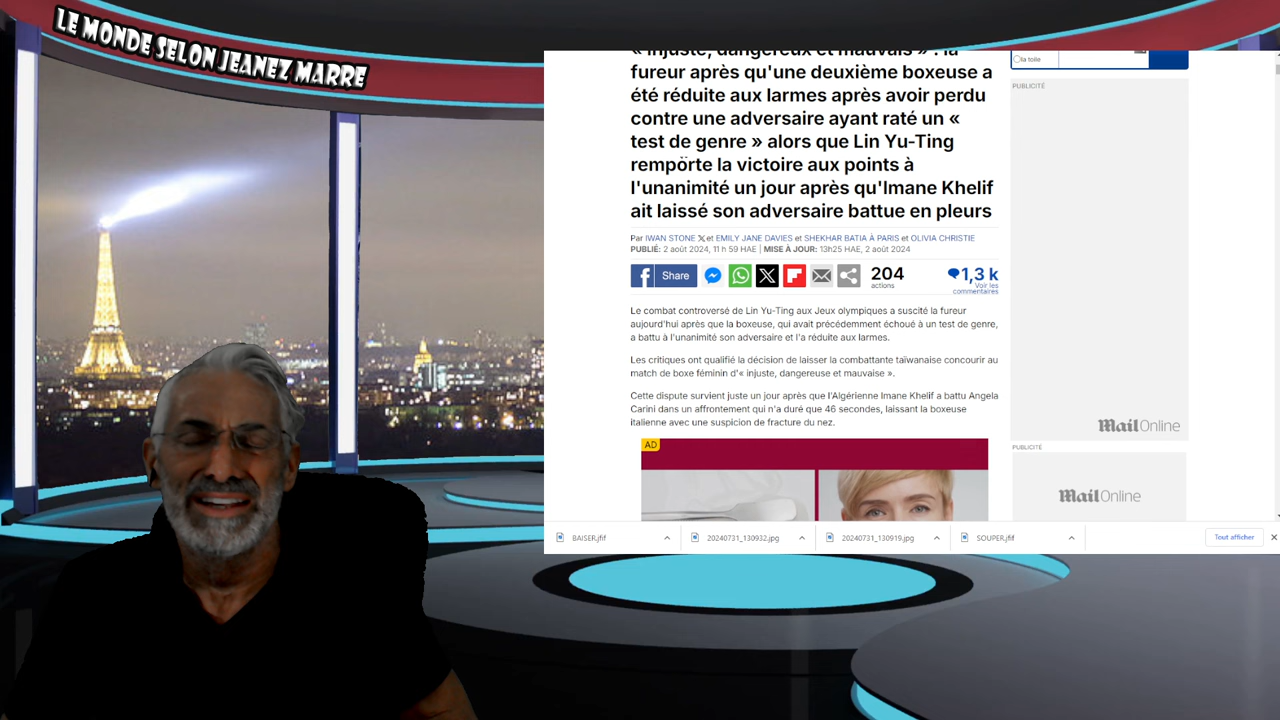 LE MONDE SELON JEANEZ MARRE
« injuste, dangereux et mauvais » : la
fureur après qu'une deuxième boxeuse a
été réduite aux larmes après avoir perdu
contre une adversaire ayant raté un «
test de genre » alors que Lin Yu-Ting
remporte la victoire aux points à
l'unanimité un jour après qu'Imane Khelif
ait laissé son adversaire battue en pleurs
Par IWAN STONE X et EMILY JANE DAVIES et SHEKHAR BATIA À PARIS et OLIVIA CHRISTIE
PUBLIÉ: 2 août 2024, 11 h 59 HAE | MISE À JOUR: 13h25 HAE, 2 août 2024
f Share
204
actions
1,3 k
Voir les
commentaires
Le combat controversé de Lin Yu-Ting aux Jeux olympiques a suscité la fureur
aujourd'hui après que la boxeuse, qui avait précédemment échoué à un test de genre,
a battu à l'unanimité son adversaire et l'a réduite aux larmes.
Les critiques ont qualifié la décision de laisser la combattante taïwanaise concourir au
match de boxe féminin d'« injuste, dangereuse et mauvaise ».
Cette dispute survient juste un jour après que l'Algérienne Imane Khelif a battu Angela
Carini dans un affrontement qui n'a duré que 46 secondes, laissant la boxeuse
italienne avec une suspicion de fracture du nez.
AD
la toile
PUBLICITÉ
Mail Online
PUBLICITÉ
Mail Online
BAISER.jfif
20240731_130932.jpg
20240731_130919.jpg
SOUPER.jfif
Tout afficher